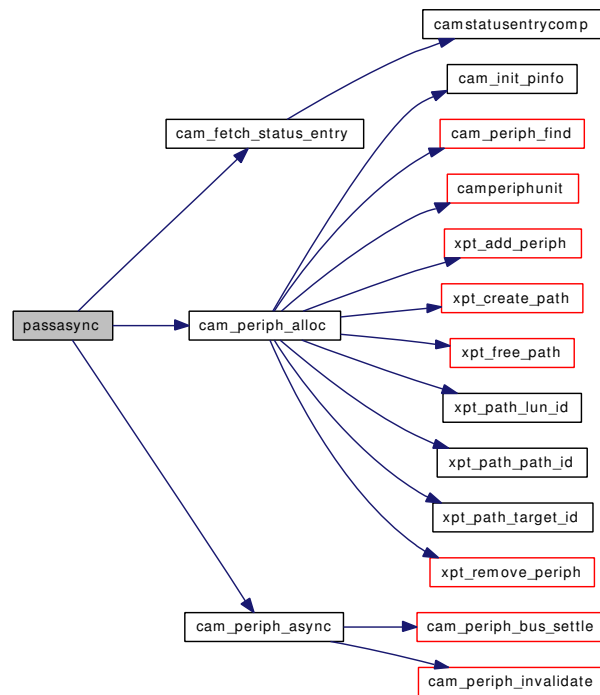 camstatusentrycomp
cam_init_pinfo
cam_fetch_status_entry
cam_periph_find
camperiphunit
xpt_add_periph
xpt_create_path
passasync
cam_periph_alloc
xpt_free_path
xpt_path_lun_id
xpt_path_path_id
xpt_path_target_id
xpt_remove_periph
cam_periph_async
cam_periph_bus_settle
cam_periph_invalidate